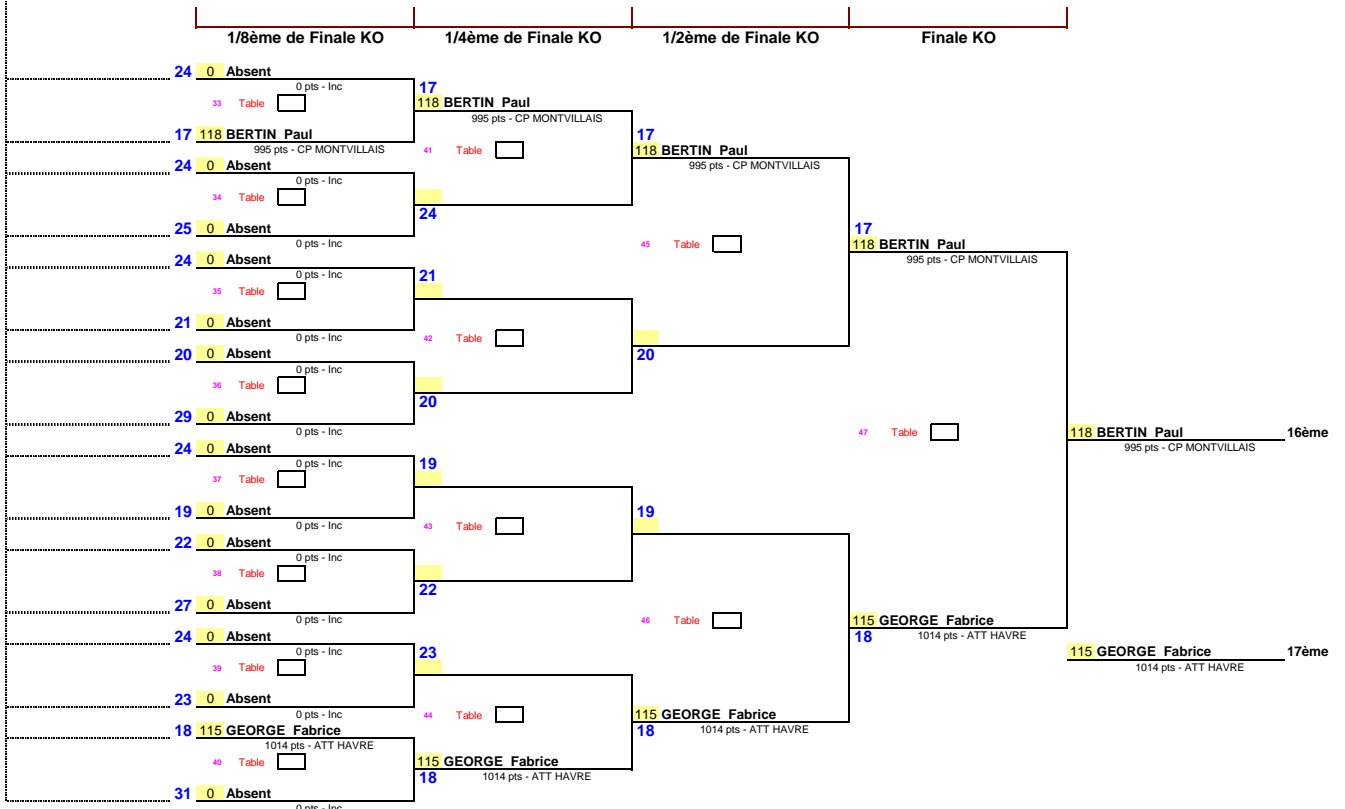 1/8ème de Finale KO 1/4ème de Finale KO 1/2ème de Finale KO Finale KO
24 0 Absent
0 pts - Inc
17
33 Table
118 BERTIN Paul
995 pts - CP MONTVILLAIS
17 118 BERTIN Paul
995 pts - CP MONTVILLAIS
41 Table
17
118 BERTIN Paul
995 pts - CP MONTVILLAIS
24 0 Absent
0 pts - Inc
34 Table
24
25 0 Absent
0 pts - Inc
45 Table
17
118 BERTIN Paul
995 pts - CP MONTVILLAIS
24 0 Absent
0 pts - Inc
21
35 Table
21 0 Absent
0 pts - Inc
42 Table
20 0 Absent
0 pts - Inc
20
36 Table
20
29 0 Absent
0 pts - Inc
47 Table
118 BERTIN Paul 16ème
995 pts - CP MONTVILLAIS
24 0 Absent
0 pts - Inc
19
37 Table
19 0 Absent
0 pts - Inc
43 Table
19
22 0 Absent
0 pts - Inc
38 Table
22
27 0 Absent
0 pts - Inc
46 Table
115 GEORGE Fabrice
18 1014 pts - ATT HAVRE
24 0 Absent
0 pts - Inc
23
115 GEORGE Fabrice 17ème
1014 pts - ATT HAVRE
39 Table
23 0 Absent
0 pts - Inc
44 Table
115 GEORGE Fabrice
18 1014 pts - ATT HAVRE
18 115 GEORGE Fabrice
1014 pts - ATT HAVRE
40 Table
115 GEORGE Fabrice
18 1014 pts - ATT HAVRE
31 0 Absent
0 pts - Inc